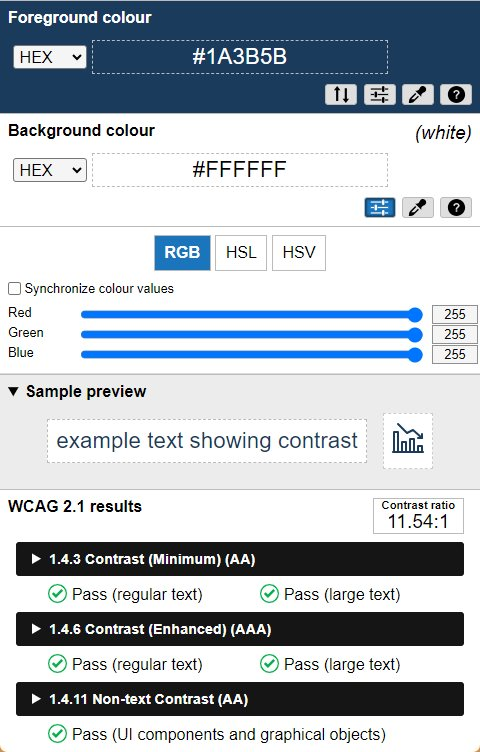 Foreground colour
HEX
#1A3B5B
?
Background colour
(white)
HEX
#FFFFFF
?
RGB HSL HSV
Synchronize colour values
Red 255
Green 255
Blue 255
Sample preview
example text showing contrast
WCAG 2.1 results
Contrast ratio
11.54:1
1.4.3 Contrast (Minimum) (AA)
Pass (regular text) Pass (large text)
1.4.6 Contrast (Enhanced) (AAA)
Pass (regular text) Pass (large text)
1.4.11 Non-text Contrast (AA)
Pass (UI components and graphical objects)